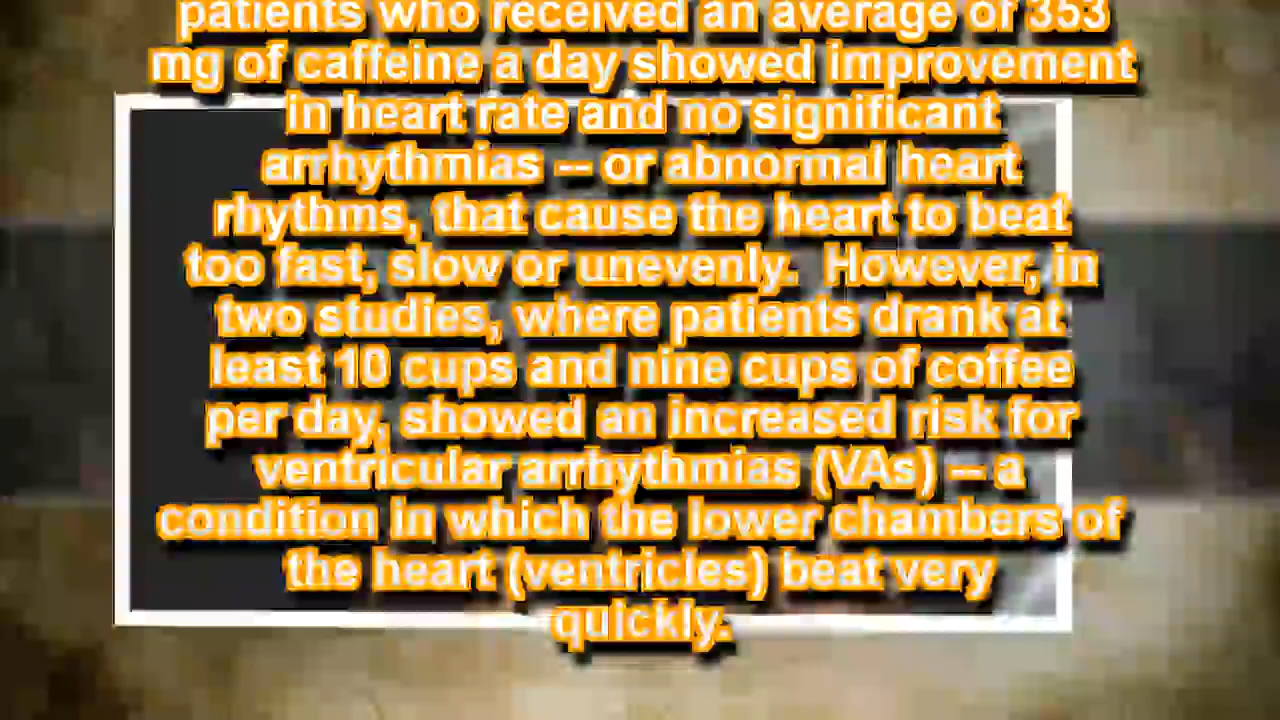 patients who received an average of 353
mg of caffeine a day showed improvement
in heart rate and no significant
arrhythmias -- or abnormal heart
rhythms, that cause the heart to beat
too fast, slow or unevenly.  However, in
two studies, where patients drank at
least 10 cups and nine cups of coffee
per day, showed an increased risk for
ventricular arrhythmias (VAs) -- a
condition in which the lower chambers of
the heart (ventricles) beat very
quickly.